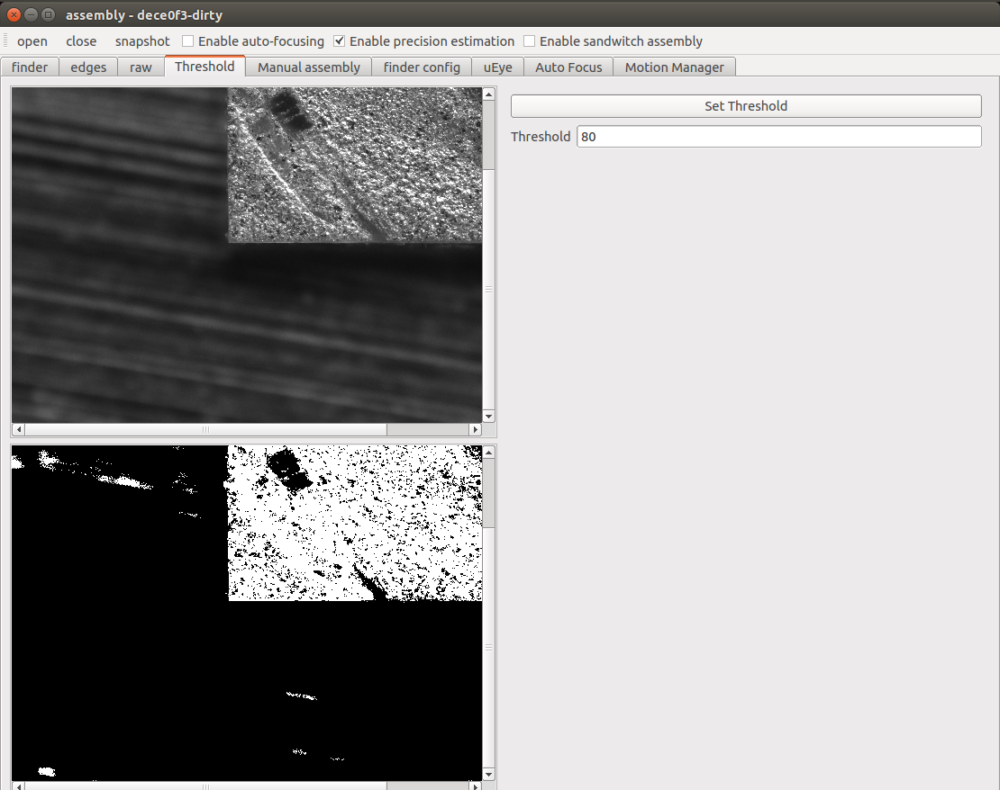 assembly - dece0f3-dirty
open close snapshot Enable auto-focusing Enable precision estimation Enable sandwitch assembly
finder edges raw Threshold Manual assembly finder config uEye Auto Focus Motion Manager
Set Threshold
Threshold 80